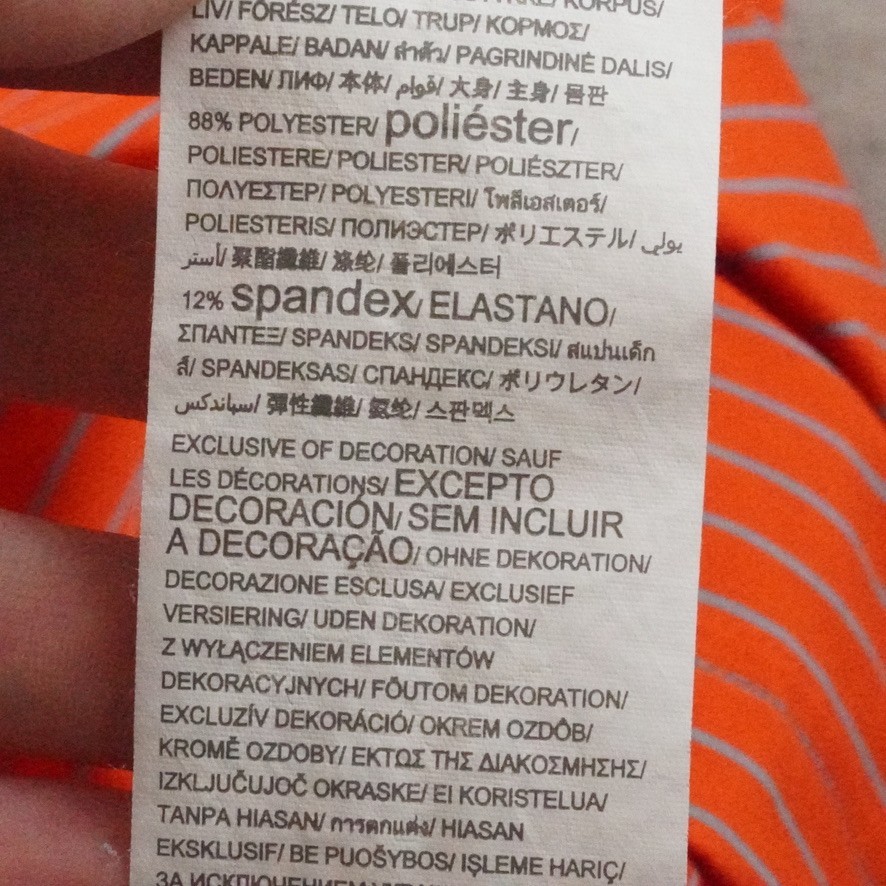 KORPUS/
LIV/ FÖRÉSZ/ TELO/ TRUP/ ΚΟΡΜΟΣ/
KAPPALE/ BADAN/ ลำตัว/ PAGRINDINĖ DALIS/
BEDEN/ ЛИФ/ 本体/ قوام/ 大身/ 主身/ 몸판
88% POLYESTER/ poliéster/
POLIESTERE/ POLIESTER/ POLIÉSZTER/
ΠΟΛΥΕΣΤΕΡ/ POLYESTERI/ โพลีเอสเตอร์/
POLIESTERIS/ ПОЛИЭСТЕР/ ポリエステル/ بولي
أستر/ 聚酯纖維/ 涤纶/ 폴리에스터
12% spandex/ ELASTANO/
ΣΠΑΝΤΕΞ/ SPANDEKS/ SPANDEKSI/ สแปนเด็ก
ส์/ SPANDEKSAS/ СПАНДЕКС/ ポリウレタン/
سباندكس/ 彈性纖維/ 氨纶/ 스판덱스
EXCLUSIVE OF DECORATION/ SAUF
LES DÉCORATIONS/ EXCEPTO
DECORACIÓN/ SEM INCLUIR
A DECORAÇÃO/ OHNE DEKORATION/
DECORAZIONE ESCLUSA/ EXCLUSIEF
VERSIERING/ UDEN DEKORATION/
Z WYŁĄCZENIEM ELEMENTÓW
DEKORACYJNYCH/ FÖUTOM DEKORATION/
EXCLUZÍV DEKORÁCIÓ/ OKREM OZDÔB/
KROMĚ OZDOBY/ ΕΚΤΩΣ ΤΗΣ ΔΙΑΚΟΣΜΗΣΗΣ/
IZKLJUČUJOČ OKRASKE/ EI KORISTELUA/
TANPA HIASAN/ การตกแต่ง/ HIASAN
EKSKLUSIF/ BE PUOŠYBOS/ IŞLEME HARIÇ/
ЗА ИСКЛЮЧЕНИЕМ